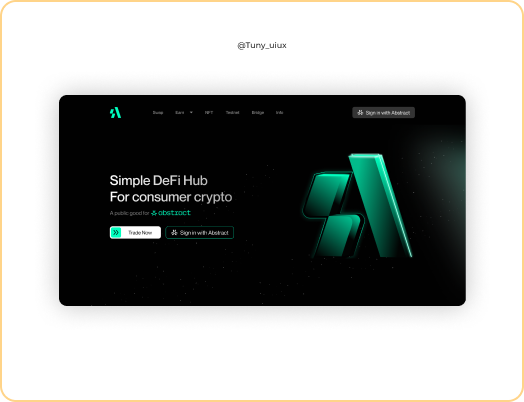 @Tuny_uiux
Swap Earn GPT Testnet Bridge Info Sign in with Abstract
Simple DeFi Hub
For consumer crypto
A public good for abstract
Trade Now Sign in with Abstract